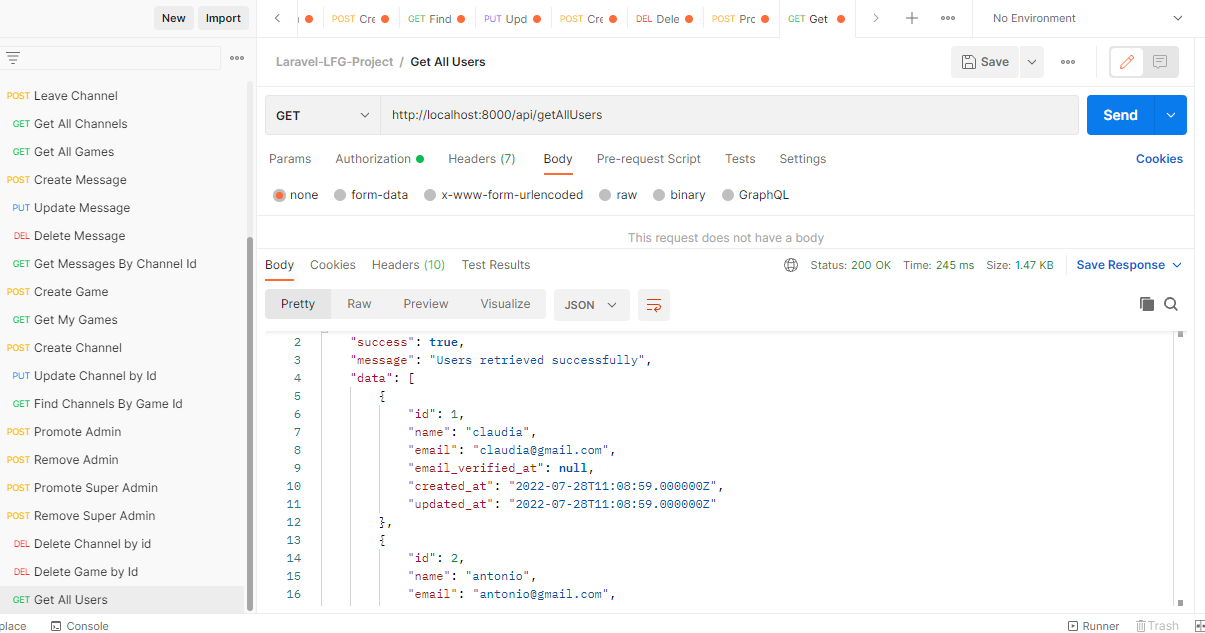 New Import
POST Cre GET Find PUT Upd POST Cre DEL Dele POST Pro GET Get No Environment
Laravel-LFG-Project / Get All Users Save
GET http://localhost:8000/api/getAllUsers Send
Params Authorization Headers (7) Body Pre-request Script Tests Settings Cookies
none form-data x-www-form-urlencoded raw binary GraphQL
This request does not have a body
Body Cookies Headers (10) Test Results Status: 200 OK Time: 245 ms Size: 1.47 KB Save Response
Pretty Raw Preview Visualize JSON
POST Leave Channel
GET Get All Channels
GET Get All Games
POST Create Message
PUT Update Message
DEL Delete Message
GET Get Messages By Channel Id
POST Create Game
GET Get My Games
POST Create Channel
PUT Update Channel by Id
GET Find Channels By Game Id
POST Promote Admin
POST Remove Admin
POST Promote Super Admin
POST Remove Super Admin
DEL Delete Channel by id
DEL Delete Game by Id
GET Get All Users
2 "success": true,
3 "message": "Users retrieved successfully",
4 "data": [
5 {
6 "id": 1,
7 "name": "claudia",
8 "email": "claudia@gmail.com",
9 "email_verified_at": null,
10 "created_at": "2022-07-28T11:08:59.000000Z",
11 "updated_at": "2022-07-28T11:08:59.000000Z"
12 },
13 {
14 "id": 2,
15 "name": "antonio",
16 "email": "antonio@gmail.com",
place Console Runner Trash